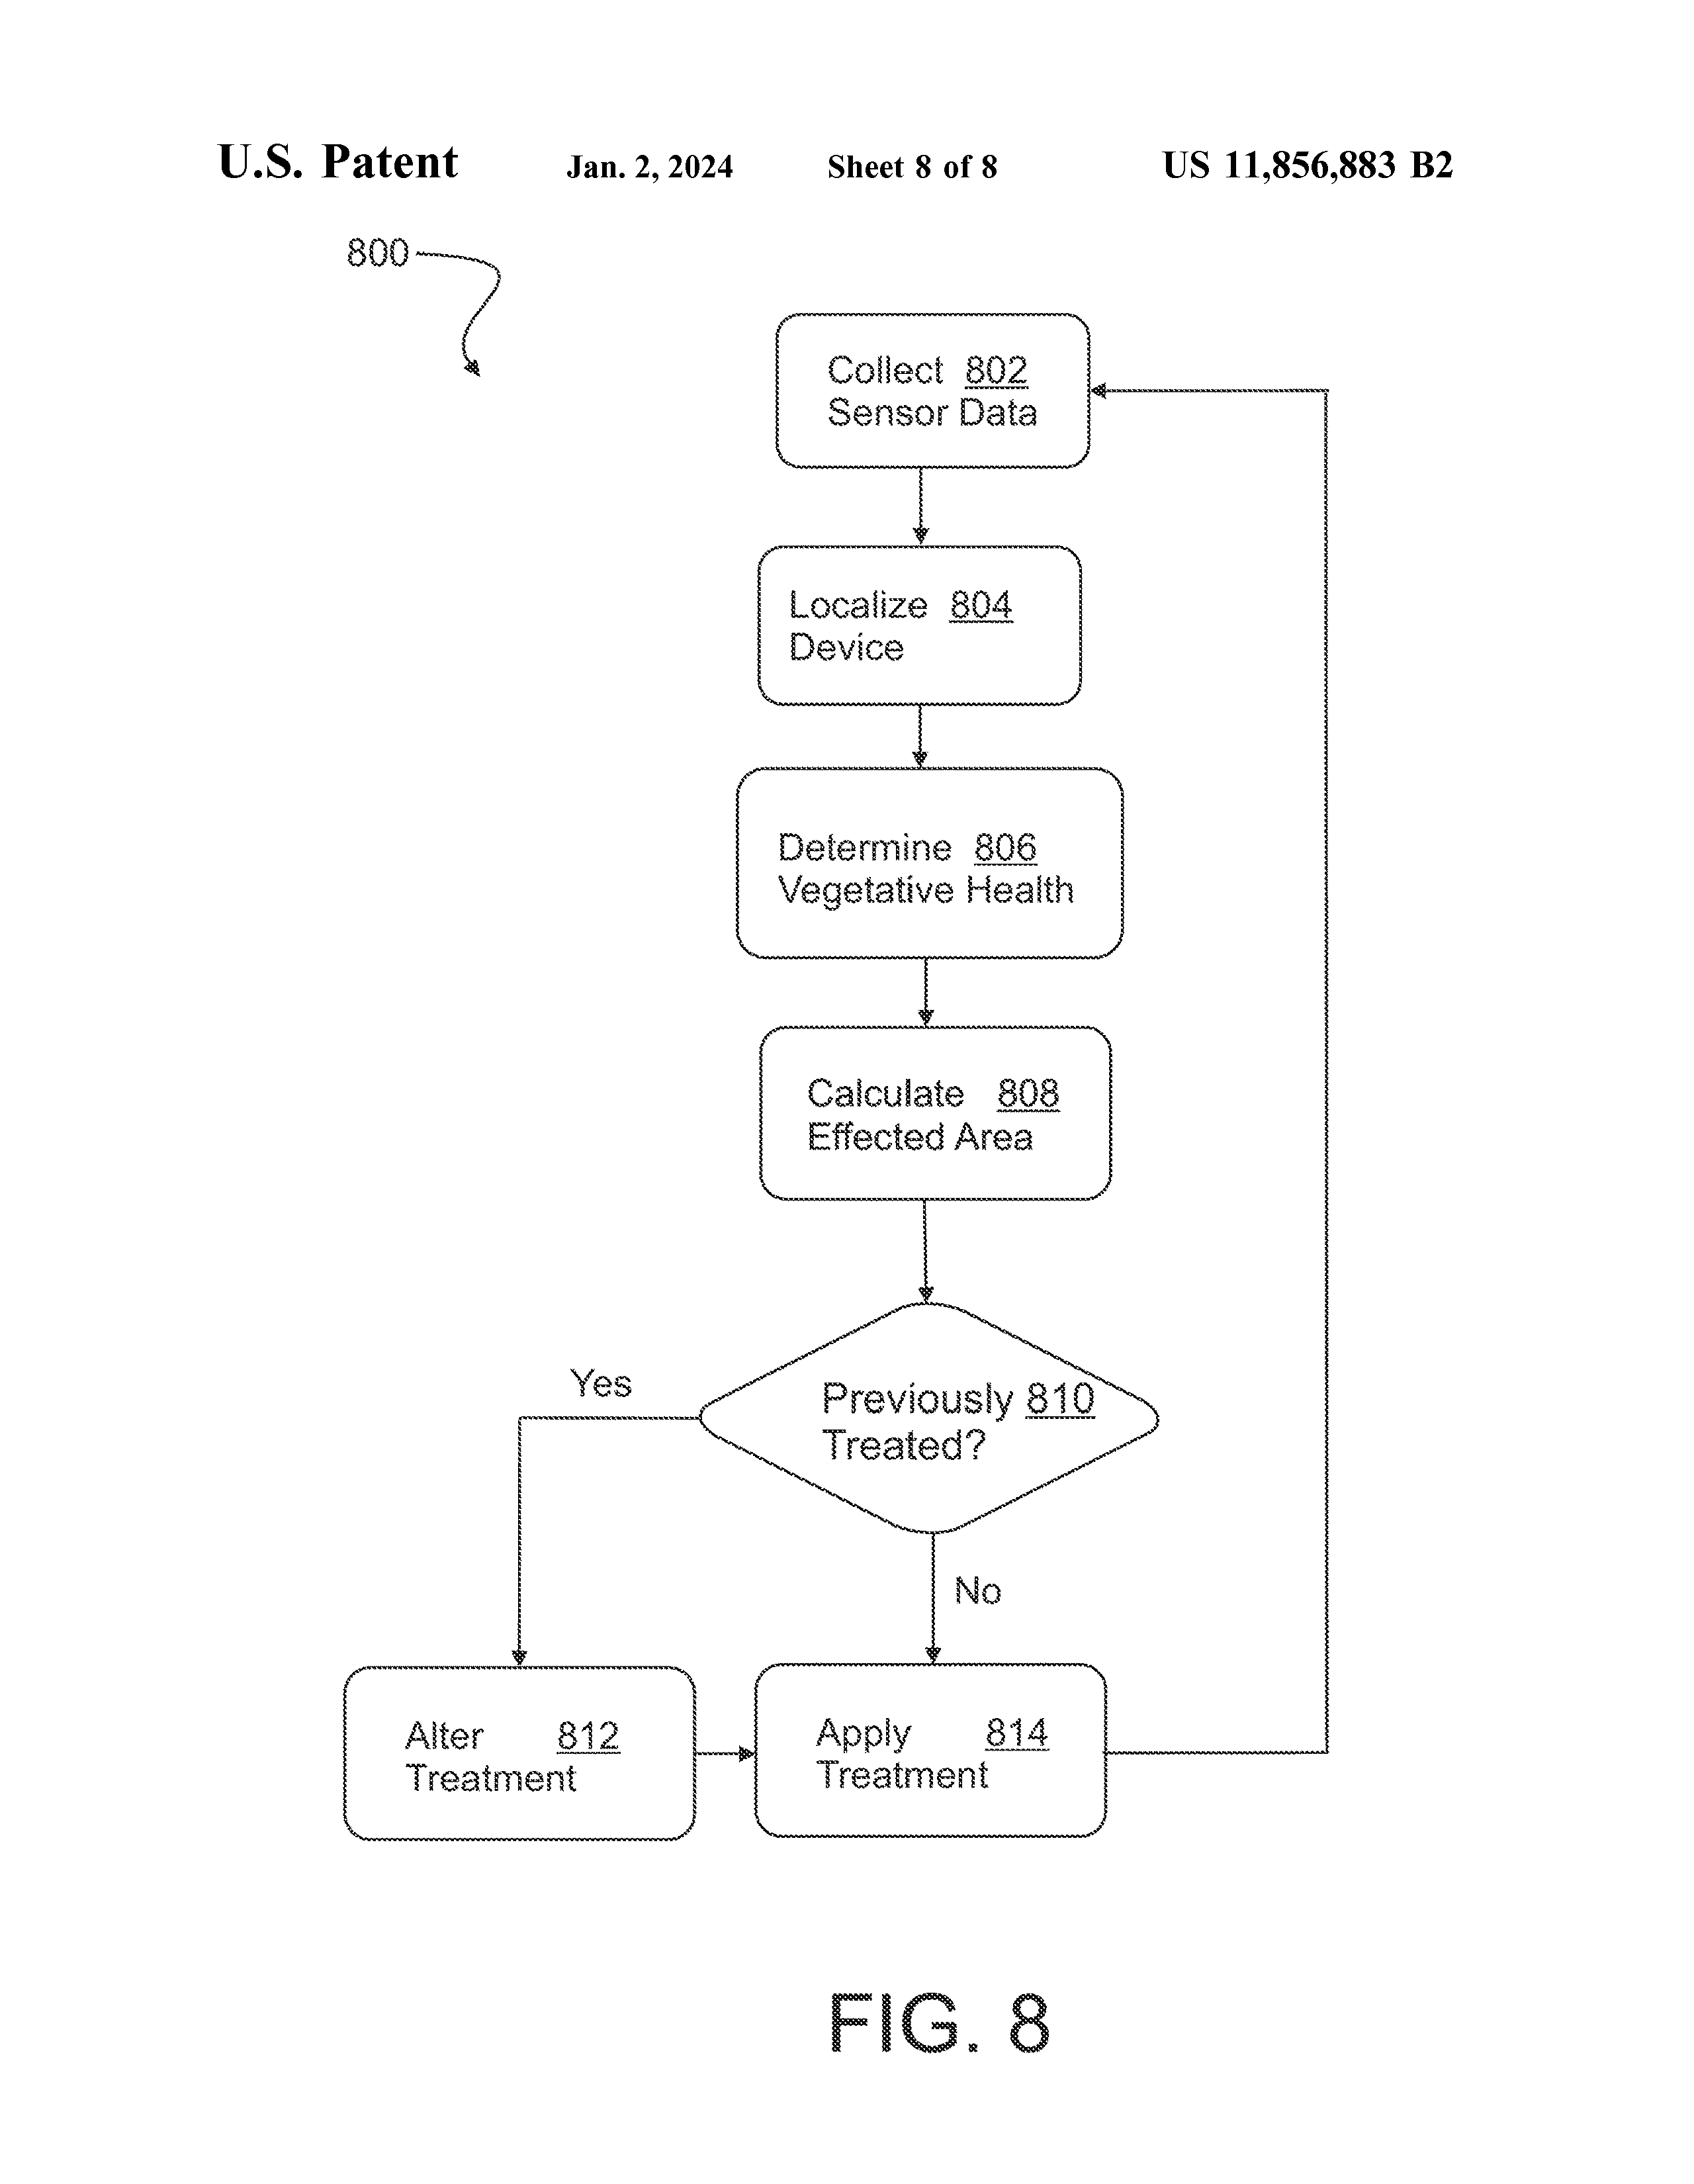 U.S. Patent Jan. 2, 2024 Sheet 8 of 8 US 11,856,883 B2
800
Collect 802
Sensor Data
Localize 804
Device
Determine 806
Vegetative Health
Calculate 808
Effected Area
Yes
Previously 810
Treated?
No
Alter 812
Treatment
Apply 814
Treatment
FIG. 8